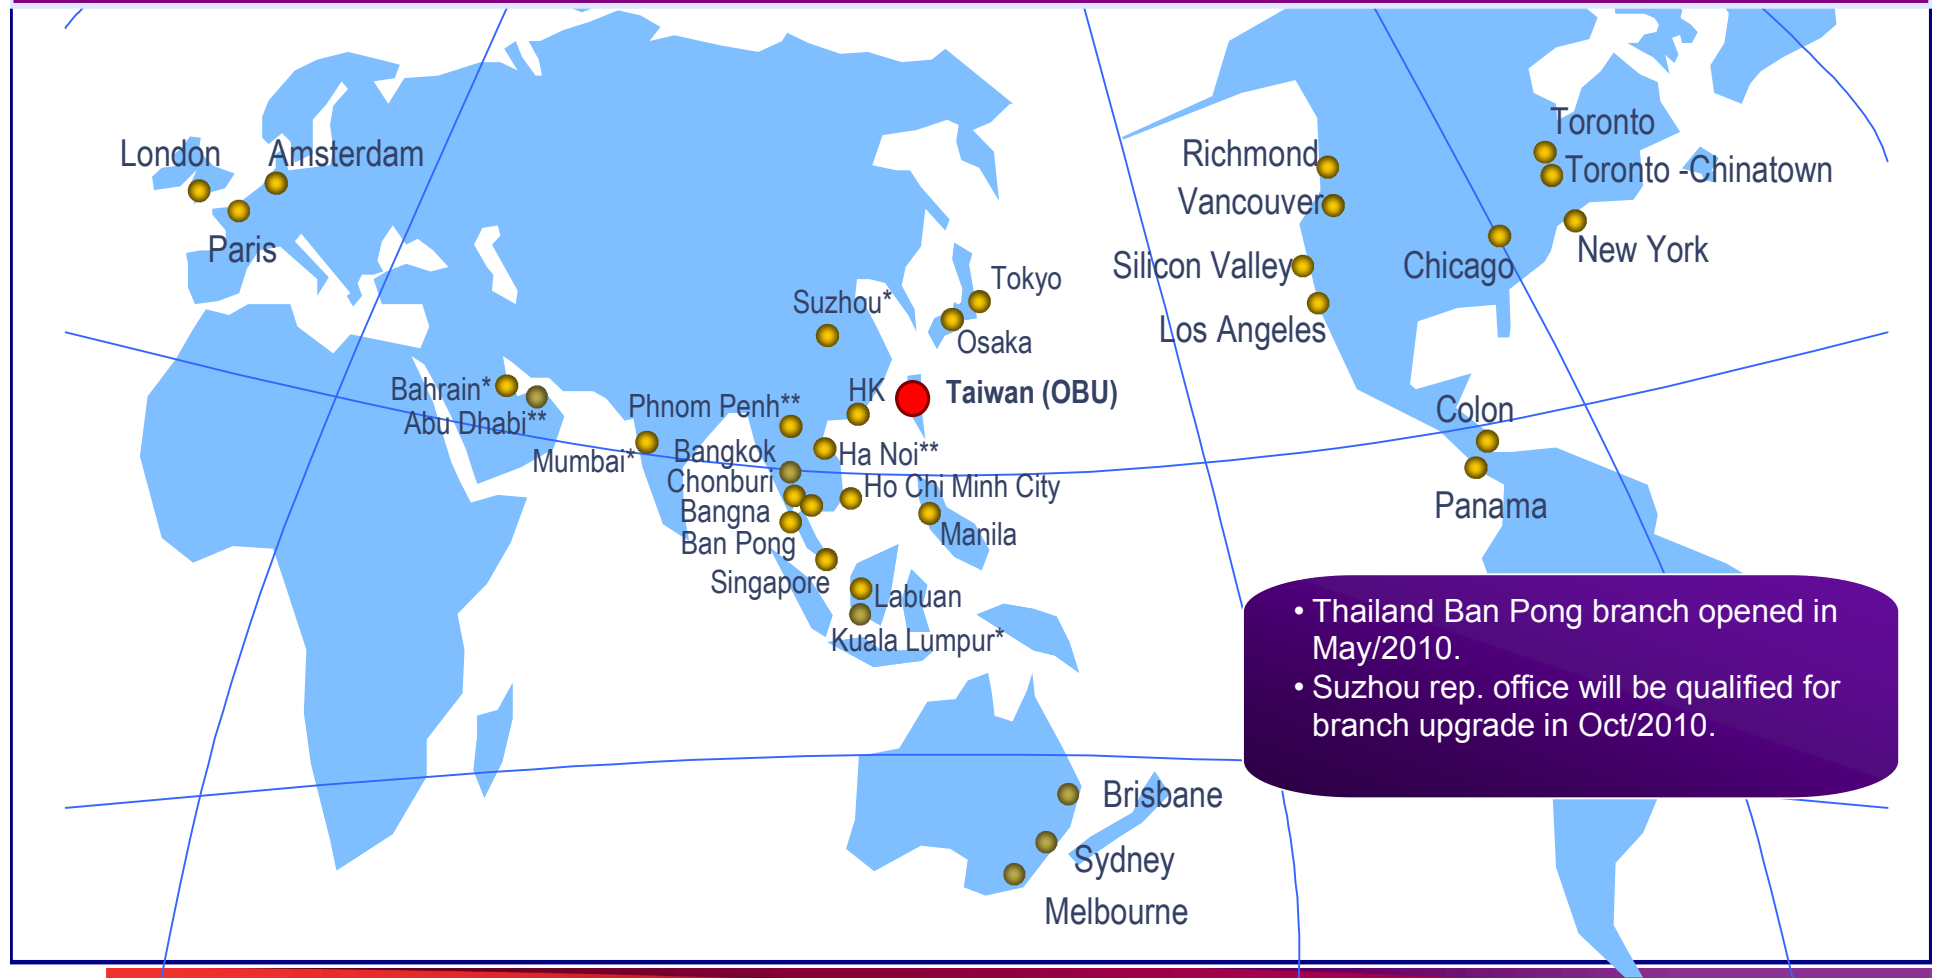 Toronto
London
Amsterdam
Richmond
Toronto -Chinatown
Vancouver
Paris
New York
Silicon Valley
Chicago
Tokyo
Suzhou*
Los Angeles
Osaka
Bahrain*
HK
Taiwan (OBU)
Abu Dhabi**
Phnom Penh**
Colon
Mumbai*
Bangkok
Ha Noi**
Chonburi
Ho Chi Minh City
Bangna
Panama
Manila
Ban Pong
Singapore
Labuan
Kuala Lumpur*
• Thailand Ban Pong branch opened in
May/2010.
• Suzhou rep. office will be qualified for
branch upgrade in Oct/2010.
Brisbane
Sydney
Melbourne